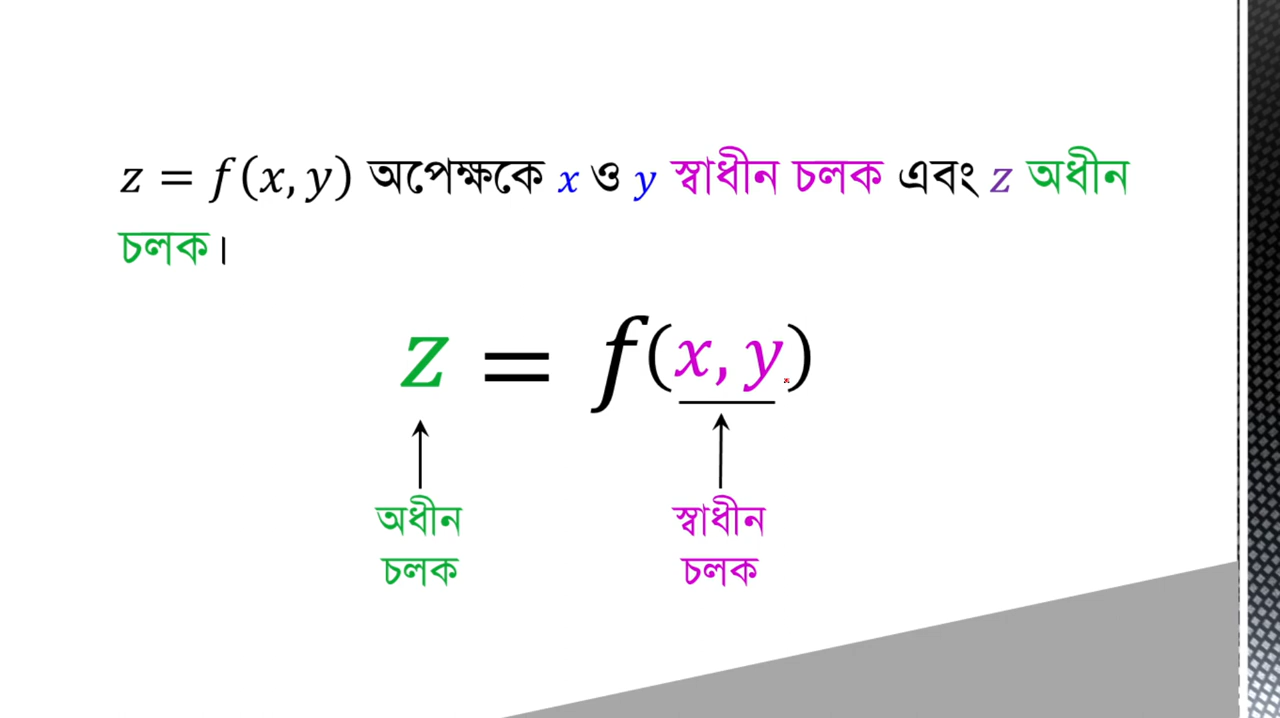 z = f(x, y) অপেক্ষকে x ও y স্বাধীন চলক এবং z অধীন
চলক।
z = f(x, y)
অধীন
চলক
স্বাধীন
চলক